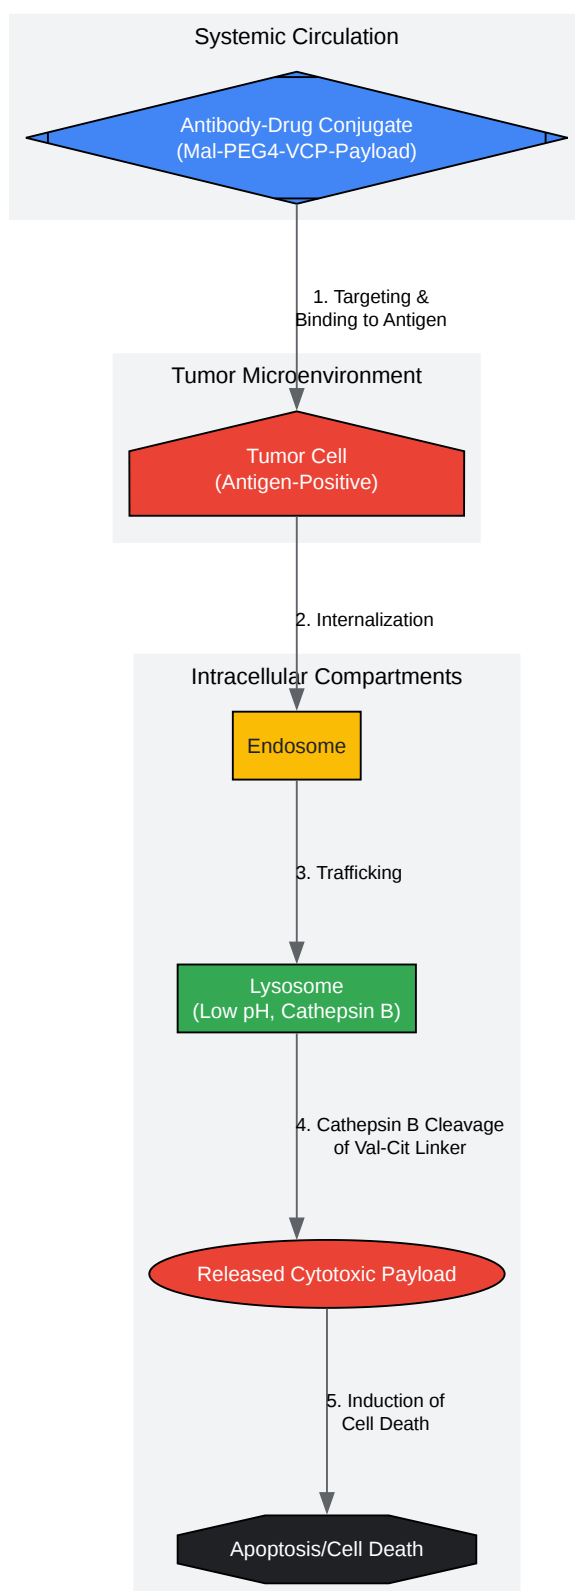 Systemic Circulation
Antibody-Drug Conjugate
(Mal-PEG4-VCP-Payload)
1. Targeting &
Binding to Antigen
Tumor Microenvironment
Tumor Cell
(Antigen-Positive)
2. Internalization
Intracellular Compartments
Endosome
3. Trafficking
Lysosome
(Low pH, Cathepsin B)
4. Cathepsin B Cleavage
of Val-Cit Linker
Released Cytotoxic Payload
5. Induction of
Cell Death
Apoptosis/Cell Death